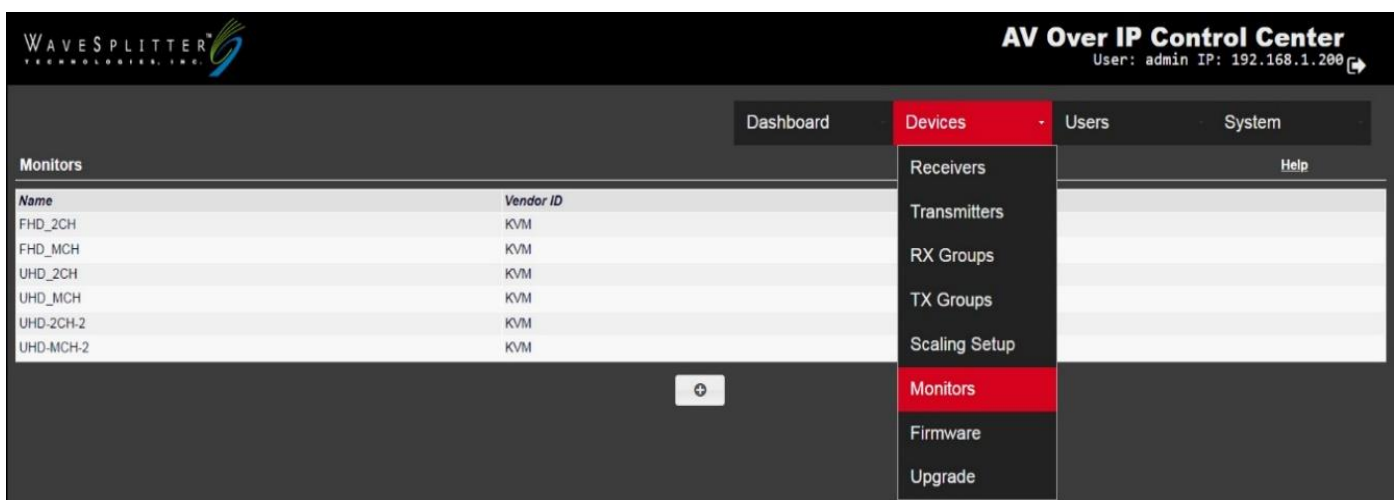 WAVESPLITTER™
TECHNOLOGIES, INC.
AV Over IP Control Center
User: admin IP: 192.168.1.200
Dashboard Devices Users System
Monitors Help
Name Vendor ID
FHD_2CH KVM
FHD_MCH KVM
UHD_2CH KVM
UHD_MCH KVM
UHD-2CH-2 KVM
UHD-MCH-2 KVM
Receivers
Transmitters
RX Groups
TX Groups
Scaling Setup
Monitors
Firmware
Upgrade